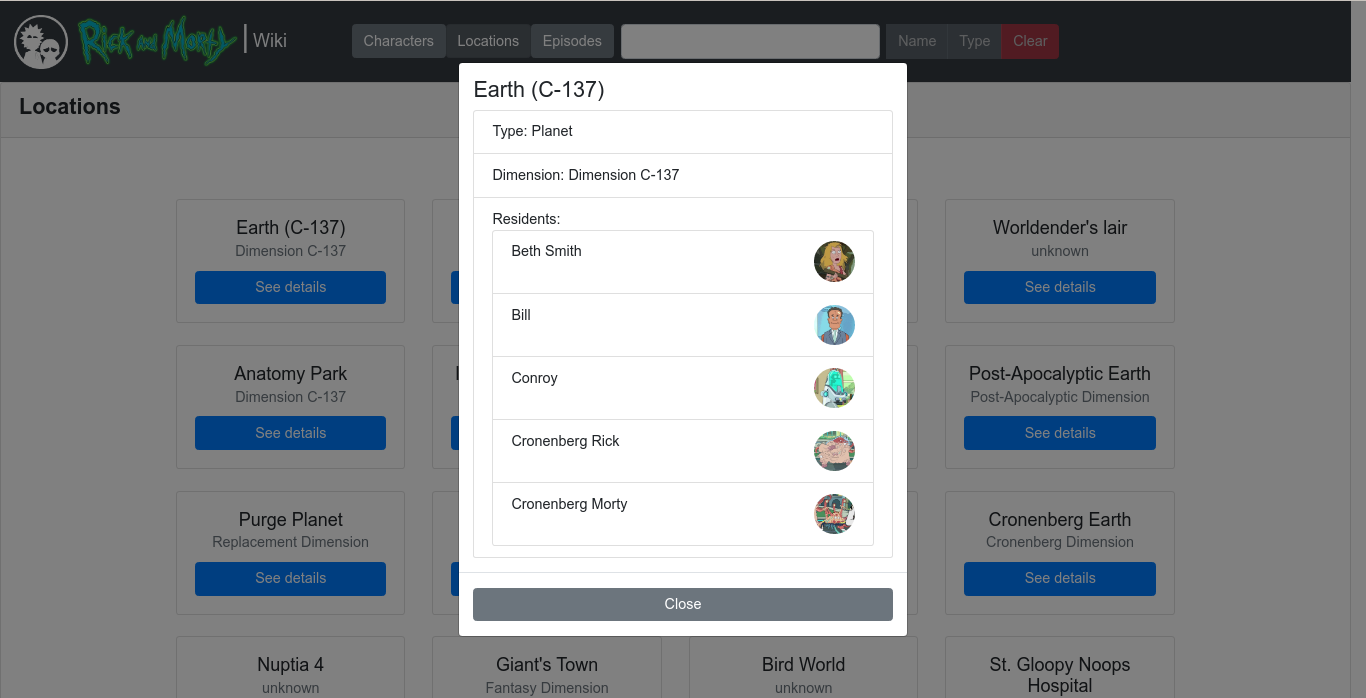 Rick and Morty | Wiki
Characters Locations Episodes Name Type Clear
Locations
Earth (C-137)
Type: Planet
Dimension: Dimension C-137
Residents:
Beth Smith
Bill
Conroy
Cronenberg Rick
Cronenberg Morty
Close
Earth (C-137)
Dimension C-137
See details
Worldender's lair
unknown
See details
Anatomy Park
Dimension C-137
See details
Post-Apocalyptic Earth
Post-Apocalyptic Dimension
See details
Purge Planet
Replacement Dimension
See details
Cronenberg Earth
Cronenberg Dimension
See details
Nuptia 4
unknown
Giant's Town
Fantasy Dimension
Bird World
unknown
St. Gloopy Noops
Hospital